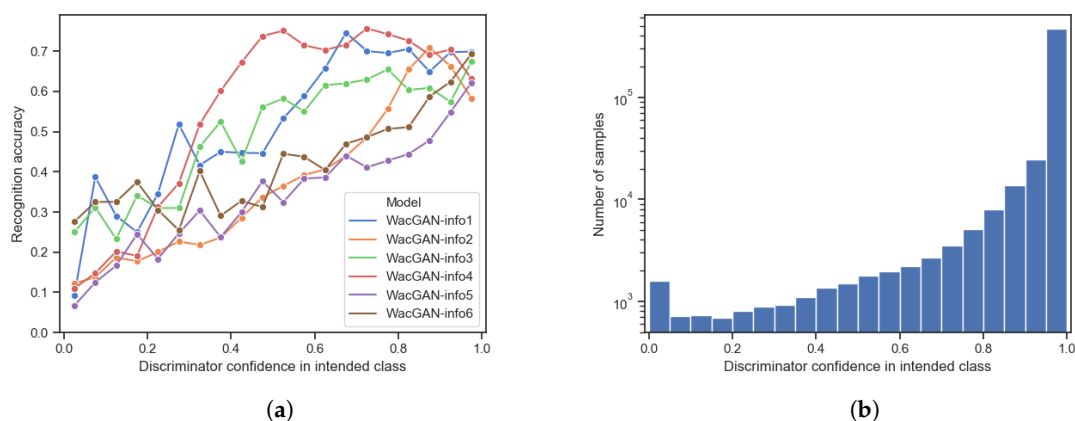 Recognition accuracy
0.7
0.6
0.5
0.4
0.3
0.2
0.1
0.0
0.0 0.2 0.4 0.6 0.8 1.0
Discriminator confidence in intended class
Model
WacGAN-info1
WacGAN-info2
WacGAN-info3
WacGAN-info4
WacGAN-info5
WacGAN-info6
(a)
Number of samples
10^5
10^4
10^3
0.0 0.2 0.4 0.6 0.8 1.0
Discriminator confidence in intended class
(b)